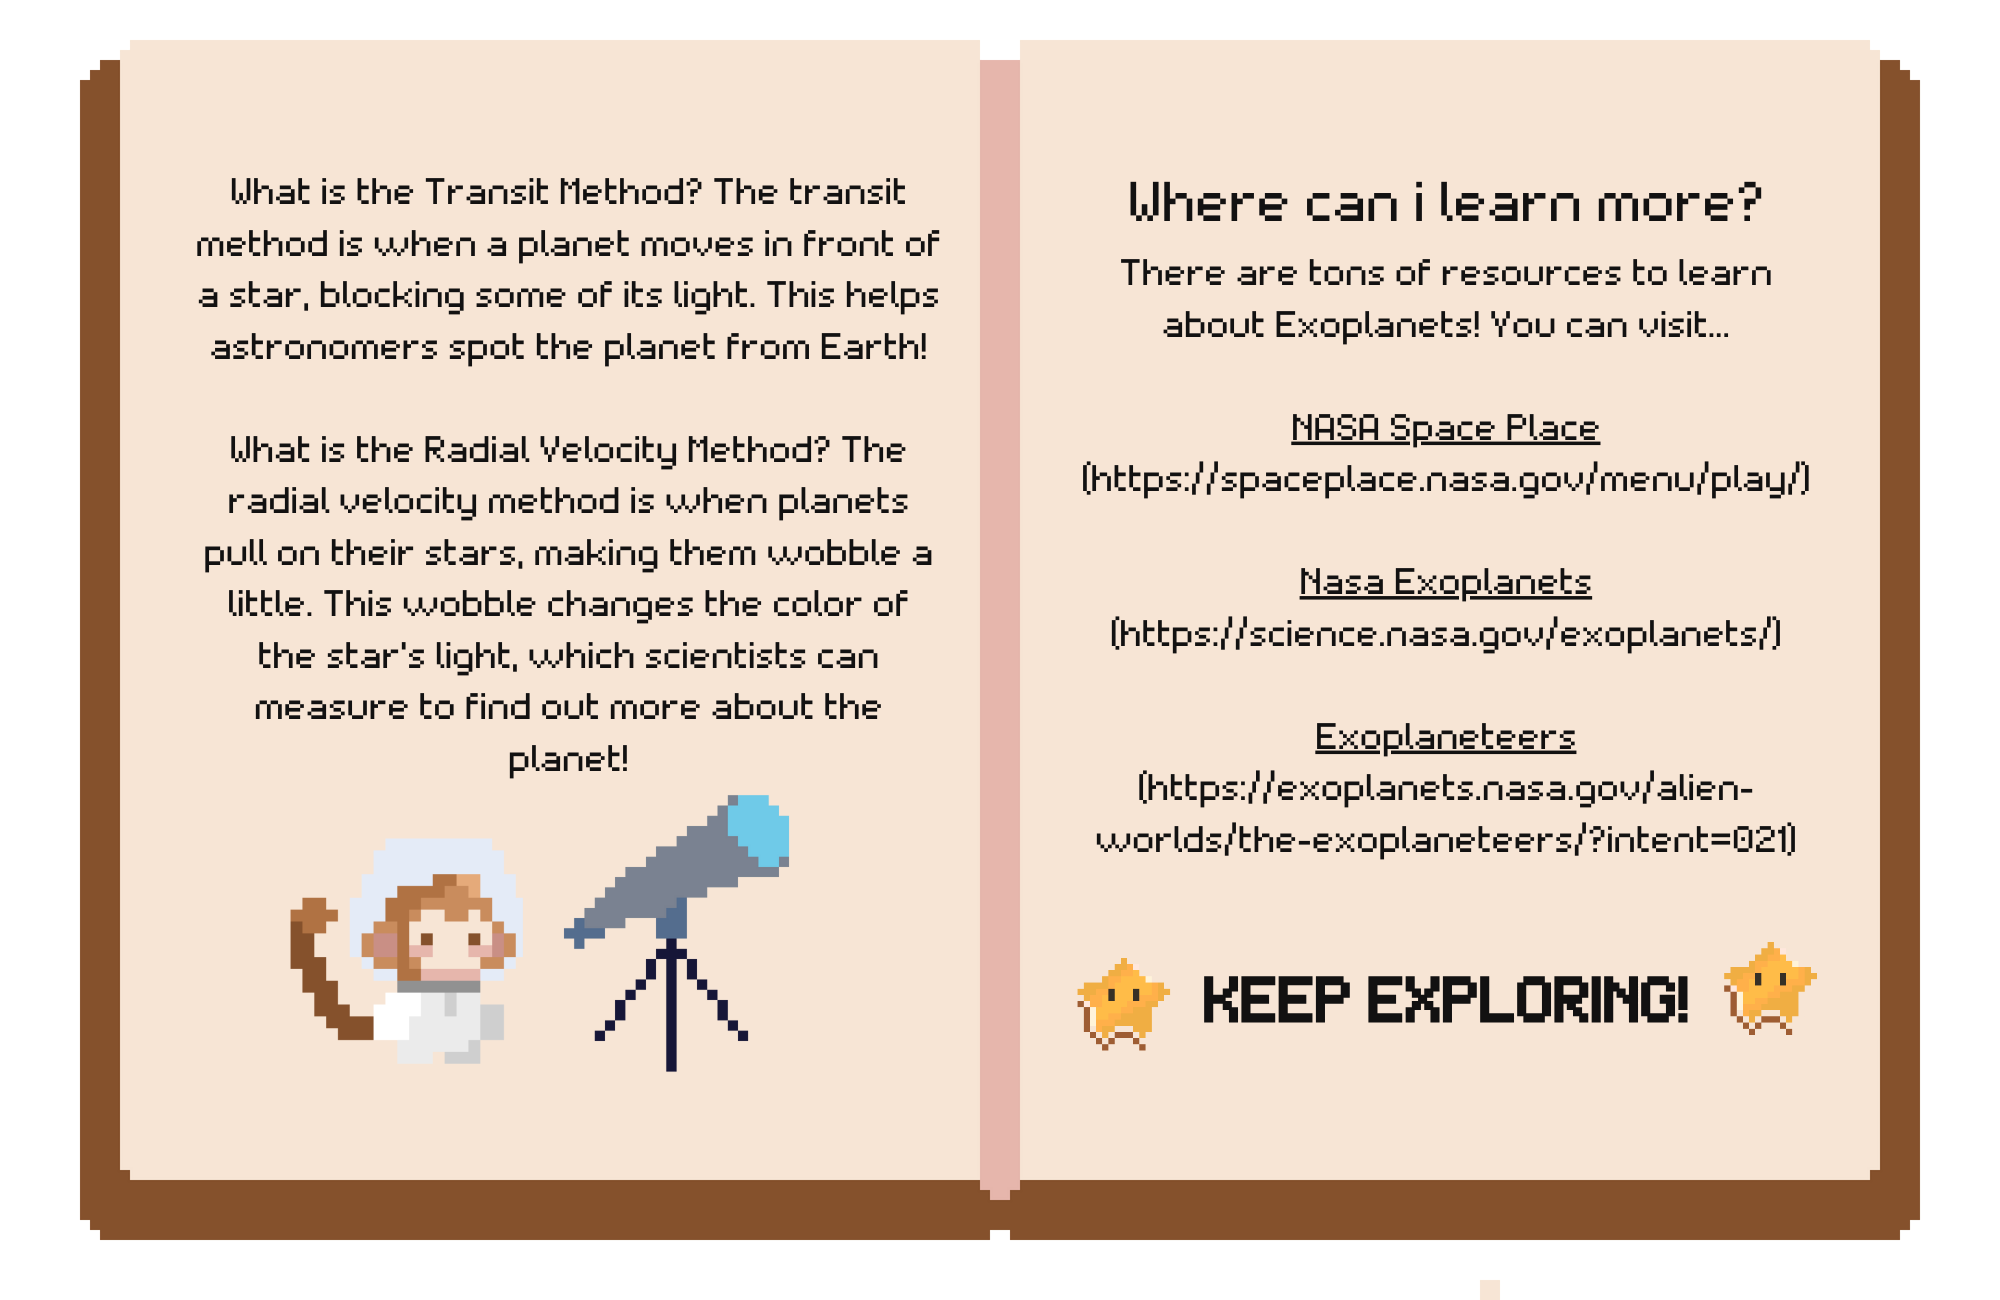 What is the Transit Method? The transit
method is when a planet moves in front of
a star, blocking some of its light. This helps
astronomers spot the planet from Earth!
What is the Radial Velocity Method? The
radial velocity method is when planets
pull on their stars, making them wobble a
little. This wobble changes the color of
the star's light, which scientists can
measure to find out more about the
planet!
Where can i learn more?
There are tons of resources to learn
about Exoplanets! You can visit...
NASA Space Place
(https://spaceplace.nasa.gov/menu/play/)
Nasa Exoplanets
(https://science.nasa.gov/exoplanets/)
Exoplaneteers
(https://exoplanets.nasa.gov/alien-
worlds/the-exoplaneteers/?intent=021)
KEEP EXPLORING!